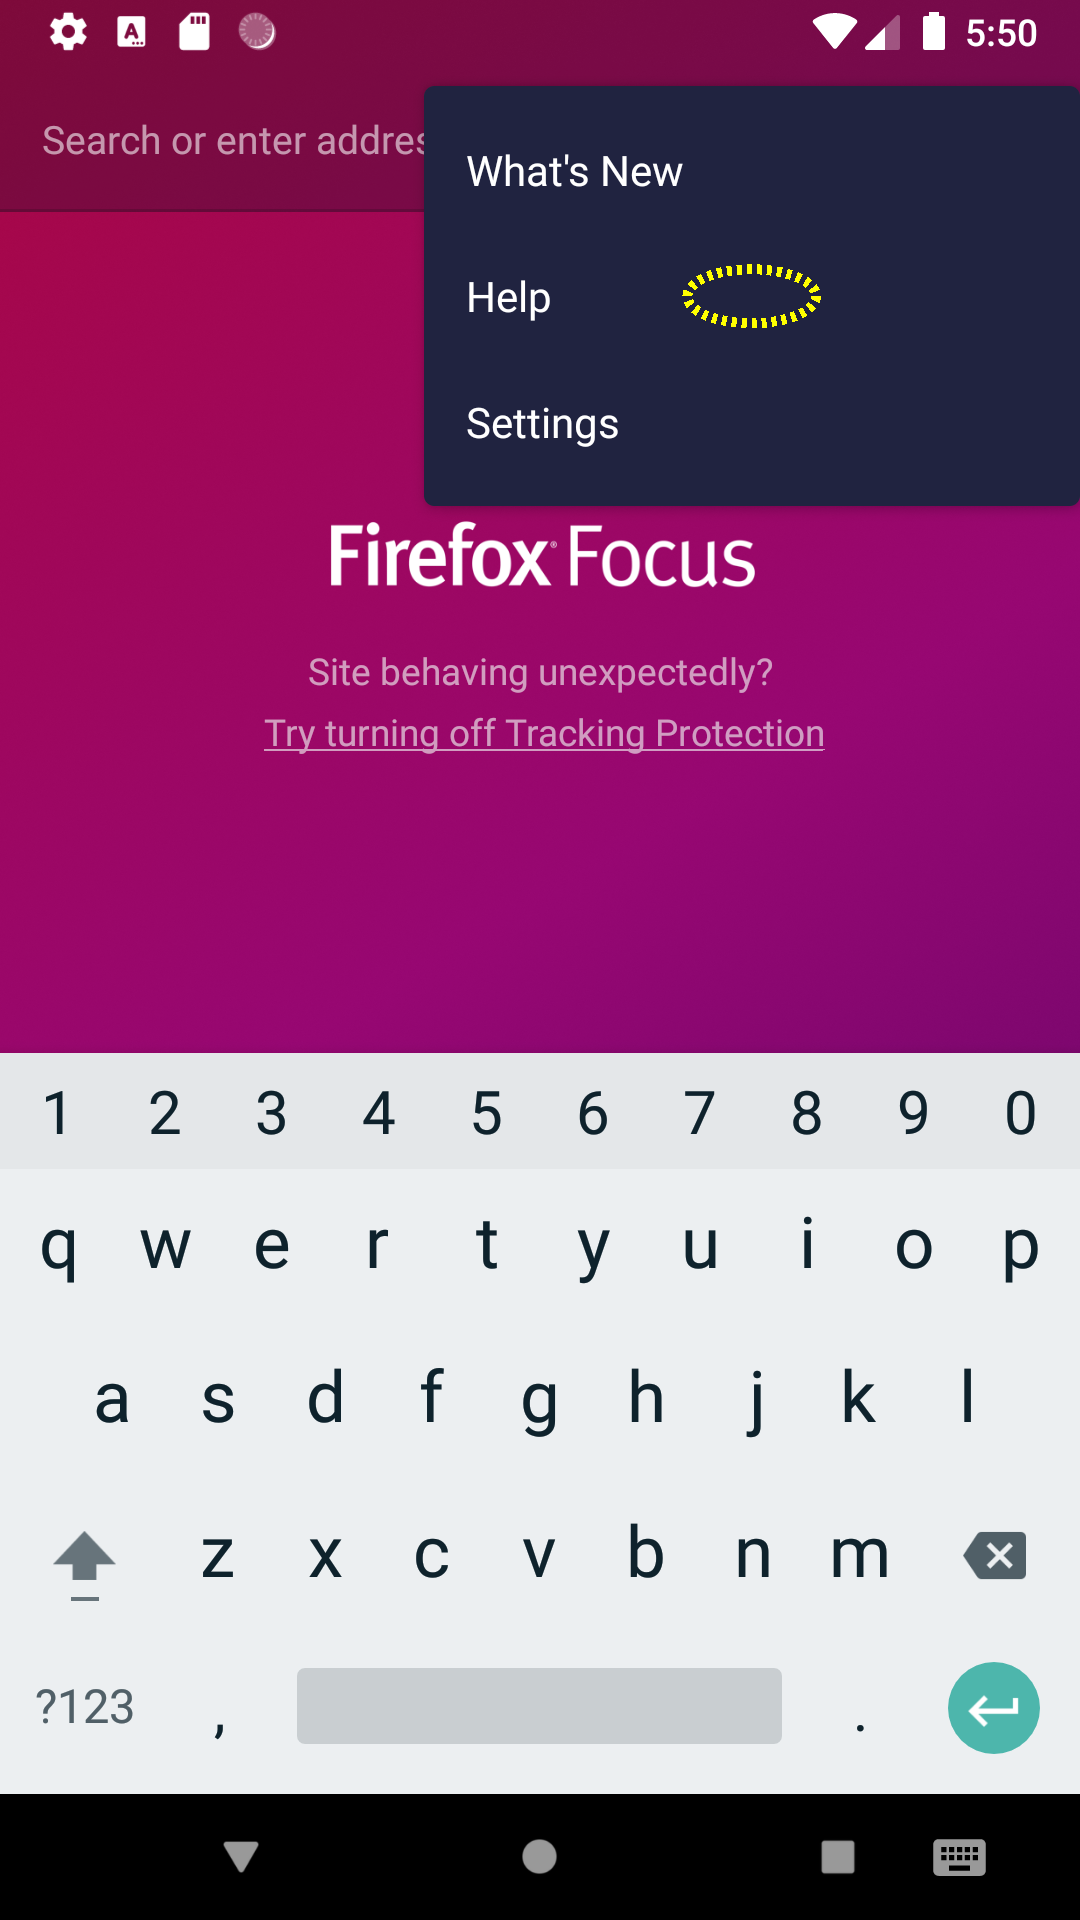 5:50
Search or enter addres
What's New
Help
Settings
Firefox® Focus
Site behaving unexpectedly?
Try turning off Tracking Protection
1 2 3 4 5 6 7 8 9 0
q w e r t y u i o p
a s d f g h j k l
z x c v b n m
?123 , .